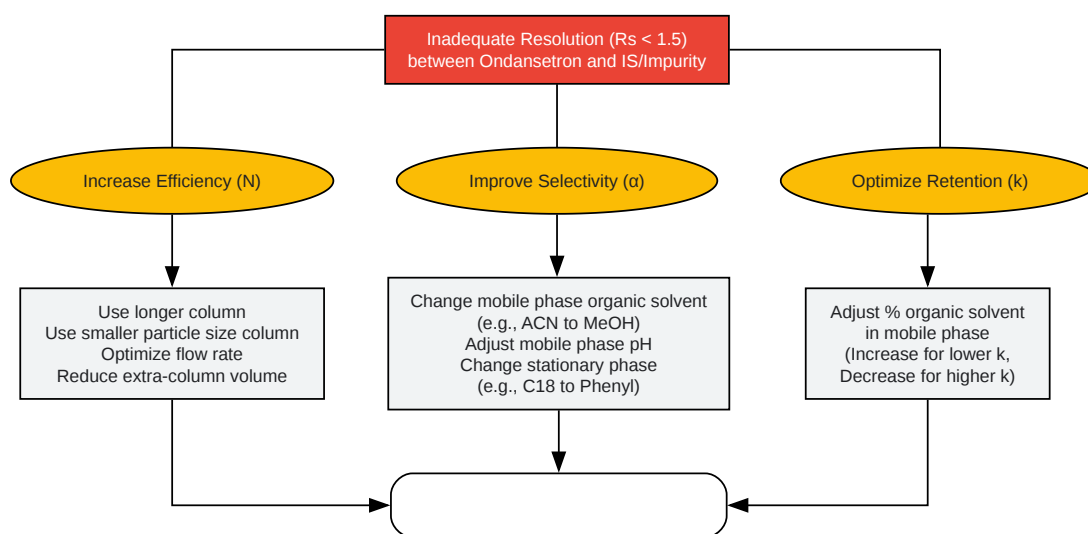 Inadequate Resolution (Rs < 1.5)
between Ondansetron and IS/Impurity
Increase Efficiency (N)
Improve Selectivity (α)
Optimize Retention (k)
Use longer column
Use smaller particle size column
Optimize flow rate
Reduce extra-column volume
Change mobile phase organic solvent
(e.g., ACN to MeOH)
Adjust mobile phase pH
Change stationary phase
(e.g., C18 to Phenyl)
Adjust % organic solvent
in mobile phase
(Increase for lower k,
Decrease for higher k)